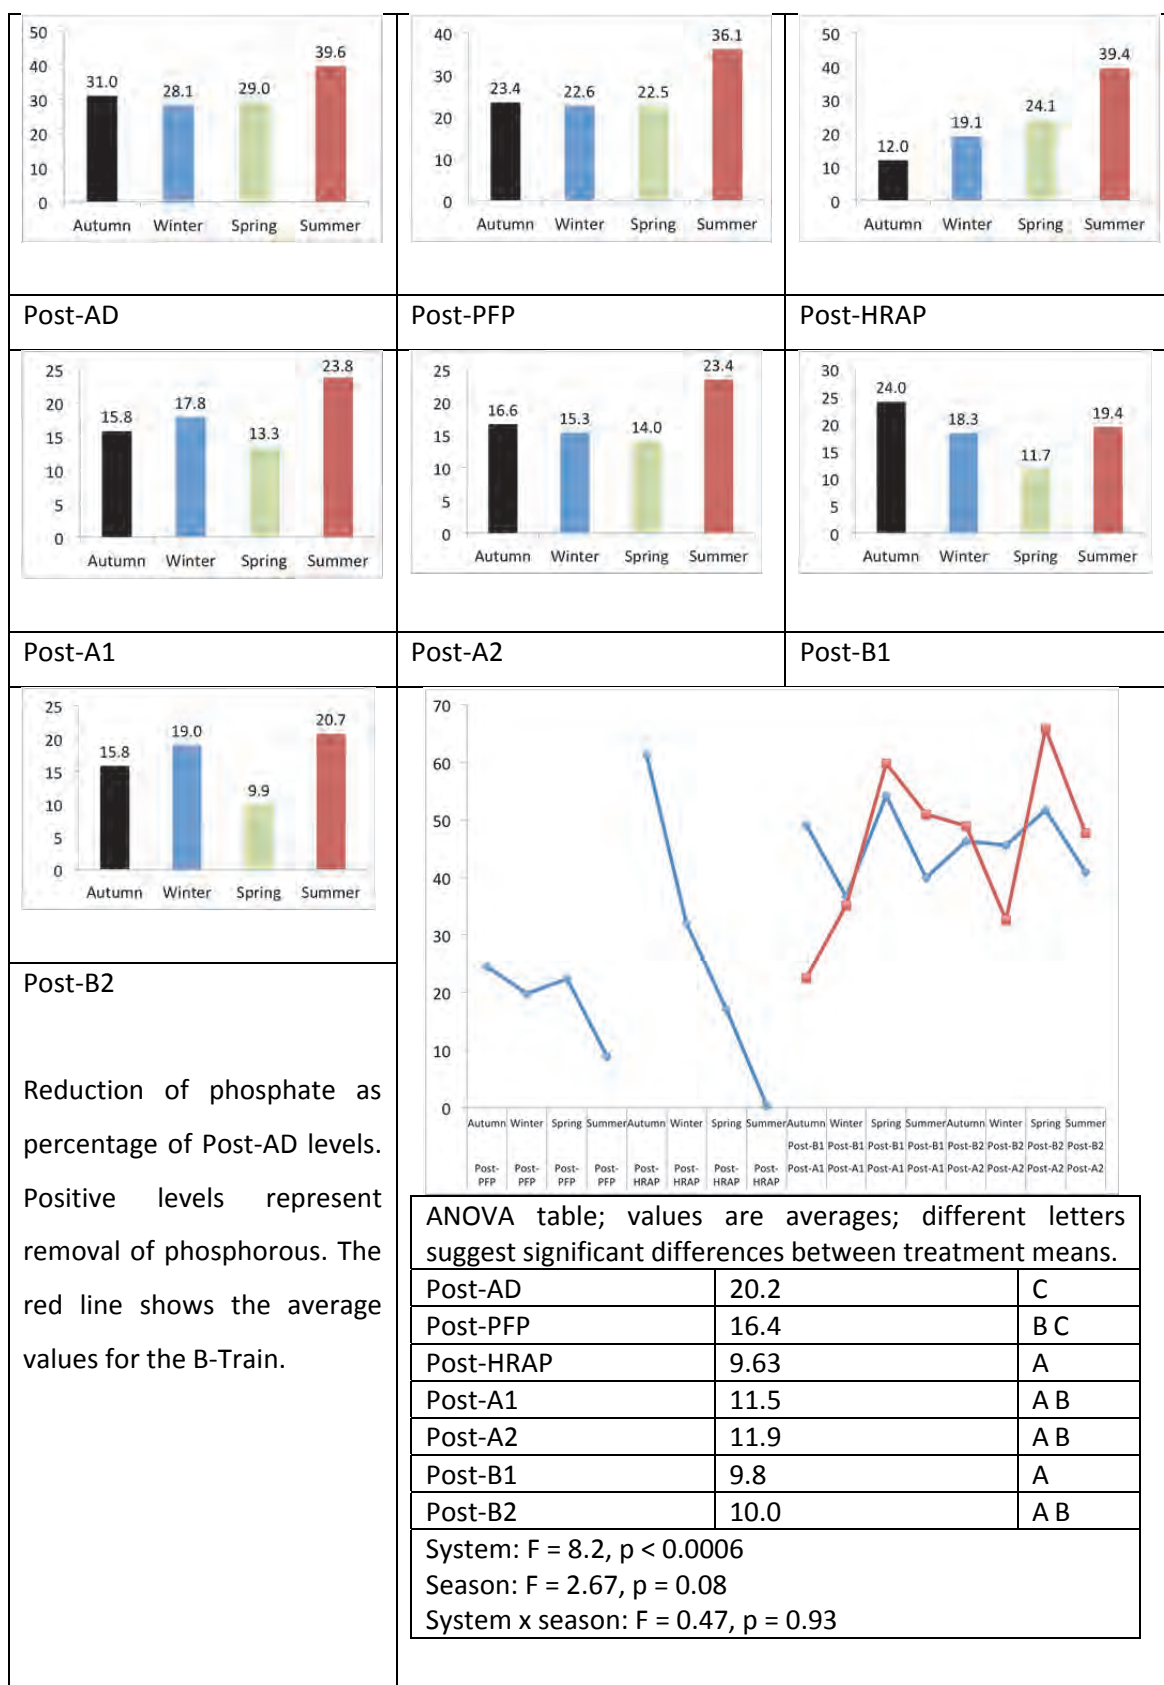 50
40
30
20
10
0
31.0
28.1
29.0
39.6
Autumn Winter Spring Summer
40
30
20
10
0
23.4
22.6
22.5
36.1
Autumn Winter Spring Summer
50
40
30
20
10
0
12.0
19.1
24.1
39.4
Autumn Winter Spring Summer
Post-AD
Post-PFP
Post-HRAP
25
20
15
10
5
0
15.8
17.8
13.3
23.8
Autumn Winter Spring Summer
25
20
15
10
5
0
16.6
15.3
14.0
23.4
Autumn Winter Spring Summer
30
25
20
15
10
5
0
24.0
18.3
11.7
19.4
Autumn Winter Spring Summer
Post-A1
Post-A2
Post-B1
25
20
15
10
5
0
15.8
19.0
9.9
20.7
Autumn Winter Spring Summer
Post-B2
Reduction of phosphate as
percentage of Post-AD levels.
Positive levels represent
removal of phosphorous. The
red line shows the average
values for the B-Train.
70
60
50
40
30
20
10
0
Autumn Winter Spring Summer Autumn Winter Spring Summer Autumn Winter Spring Summer Autumn Winter Spring Summer
Post-B1 Post-B1 Post-B1 Post-B1 Post-B2 Post-B2 Post-B2 Post-B2
Post- Post- Post- Post- Post- Post- Post- Post- Post-A1 Post-A1 Post-A1 Post-A1 Post-A2 Post-A2 Post-A2 Post-A2
PFP PFP PFP PFP HRAP HRAP HRAP HRAP
ANOVA table; values are averages; different letters
suggest significant differences between treatment means.
Post-AD 20.2 C
Post-PFP 16.4 B C
Post-HRAP 9.63 A
Post-A1 11.5 A B
Post-A2 11.9 A B
Post-B1 9.8 A
Post-B2 10.0 A B
System: F = 8.2, p < 0.0006
Season: F = 2.67, p = 0.08
System x season: F = 0.47, p = 0.93